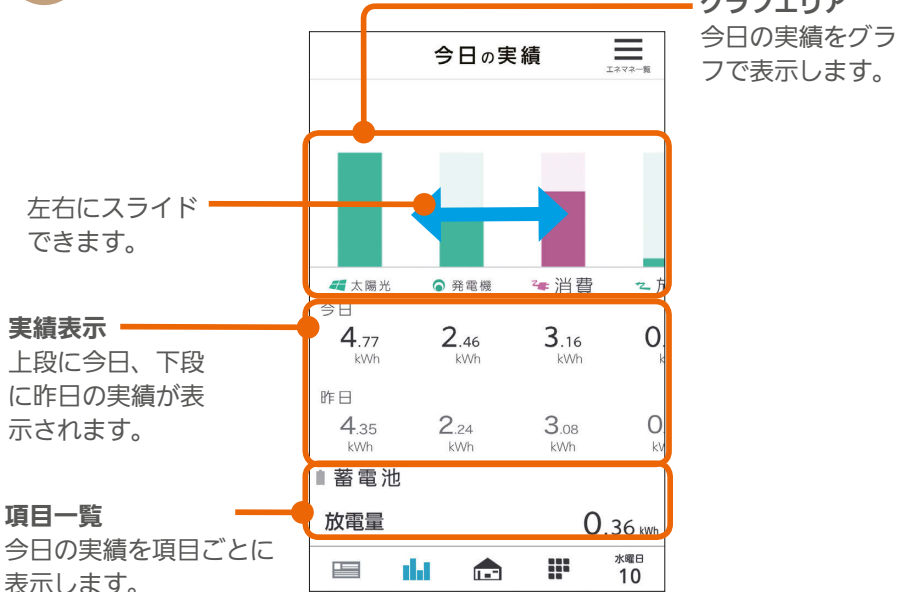 グラフエリア
今日の実績をグラ
フで表示します。
今日の実績
エネマネ一覧
左右にスライド
できます。
太陽光
発電機
消費
実績表示
上段に今日、下段
に昨日の実績が表
示されます。
今日
4.77 2.46 3.16 0.
kWh kWh kWh k
昨日
4.35 2.24 3.08 0.
kWh kWh kWh kW
蓄電池
放電量 0.36 kWh
項目一覧
今日の実績を項目ごとに
表示します。
水曜日
10